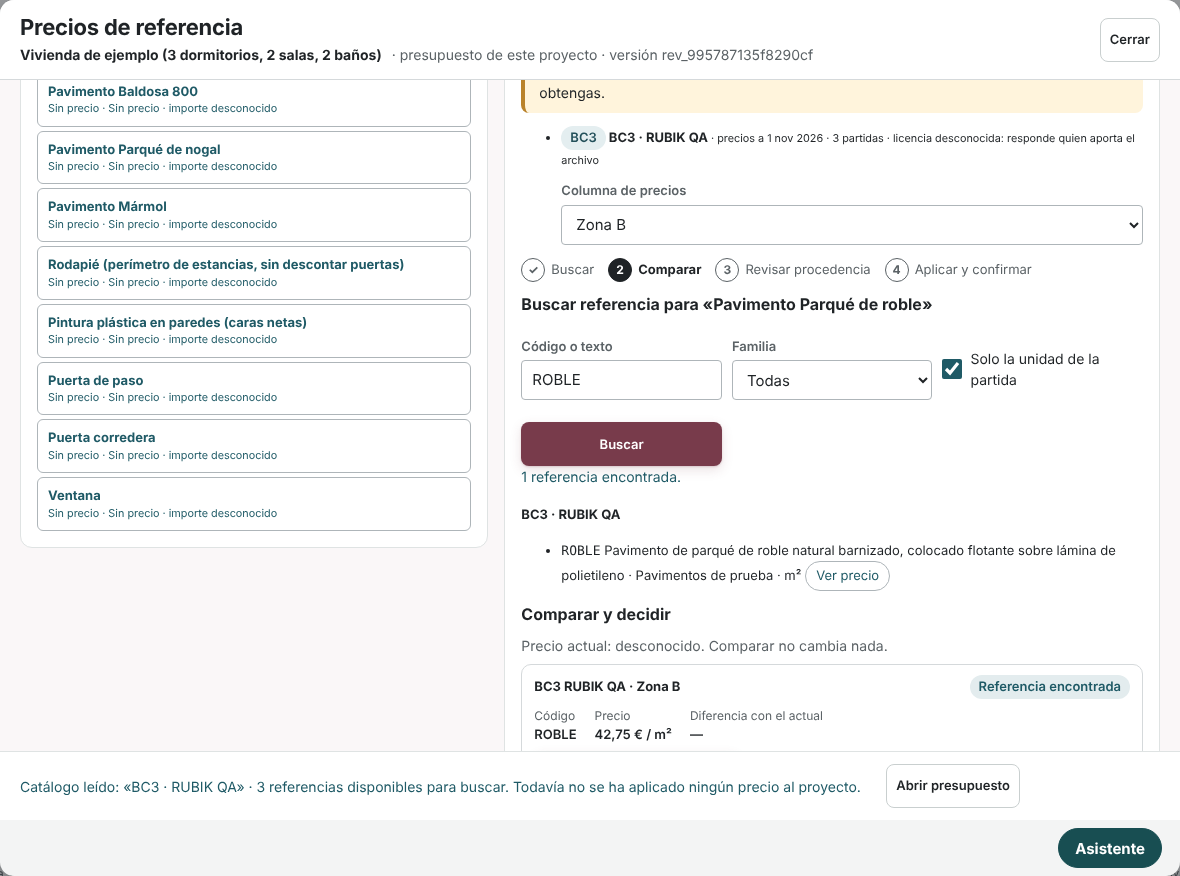 Precios de referencia
Vivienda de ejemplo (3 dormitorios, 2 salas, 2 baños) · presupuesto de este proyecto · versión rev_995787135f8290cf
Cerrar
Pavimento Baldosa 800
Sin precio · Sin precio · importe desconocido
Pavimento Parqué de nogal
Sin precio · Sin precio · importe desconocido
Pavimento Mármol
Sin precio · Sin precio · importe desconocido
Rodapié (perímetro de estancias, sin descontar puertas)
Sin precio · Sin precio · importe desconocido
Pintura plástica en paredes (caras netas)
Sin precio · Sin precio · importe desconocido
Puerta de paso
Sin precio · Sin precio · importe desconocido
Puerta corredera
Sin precio · Sin precio · importe desconocido
Ventana
Sin precio · Sin precio · importe desconocido
obtengas.
BC3 BC3 · RUBIK QA · precios a 1 nov 2026 · 3 partidas · licencia desconocida: responde quien aporta el
archivo
Columna de precios
Zona B
Buscar 2 Comparar 3 Revisar procedencia 4 Aplicar y confirmar
Buscar referencia para «Pavimento Parqué de roble»
Código o texto
ROBLE
Familia
Todas
Solo la unidad de la
partida
Buscar
1 referencia encontrada.
BC3 · RUBIK QA
ROBLE Pavimento de parqué de roble natural barnizado, colocado flotante sobre lámina de
polietileno · Pavimentos de prueba · m² Ver precio
Comparar y decidir
Precio actual: desconocido. Comparar no cambia nada.
BC3 RUBIK QA · Zona B
Referencia encontrada
Código Precio Diferencia con el actual
ROBLE 42,75 € / m² —
Catálogo leído: «BC3 · RUBIK QA» · 3 referencias disponibles para buscar. Todavía no se ha aplicado ningún precio al proyecto.
Abrir presupuesto
Asistente